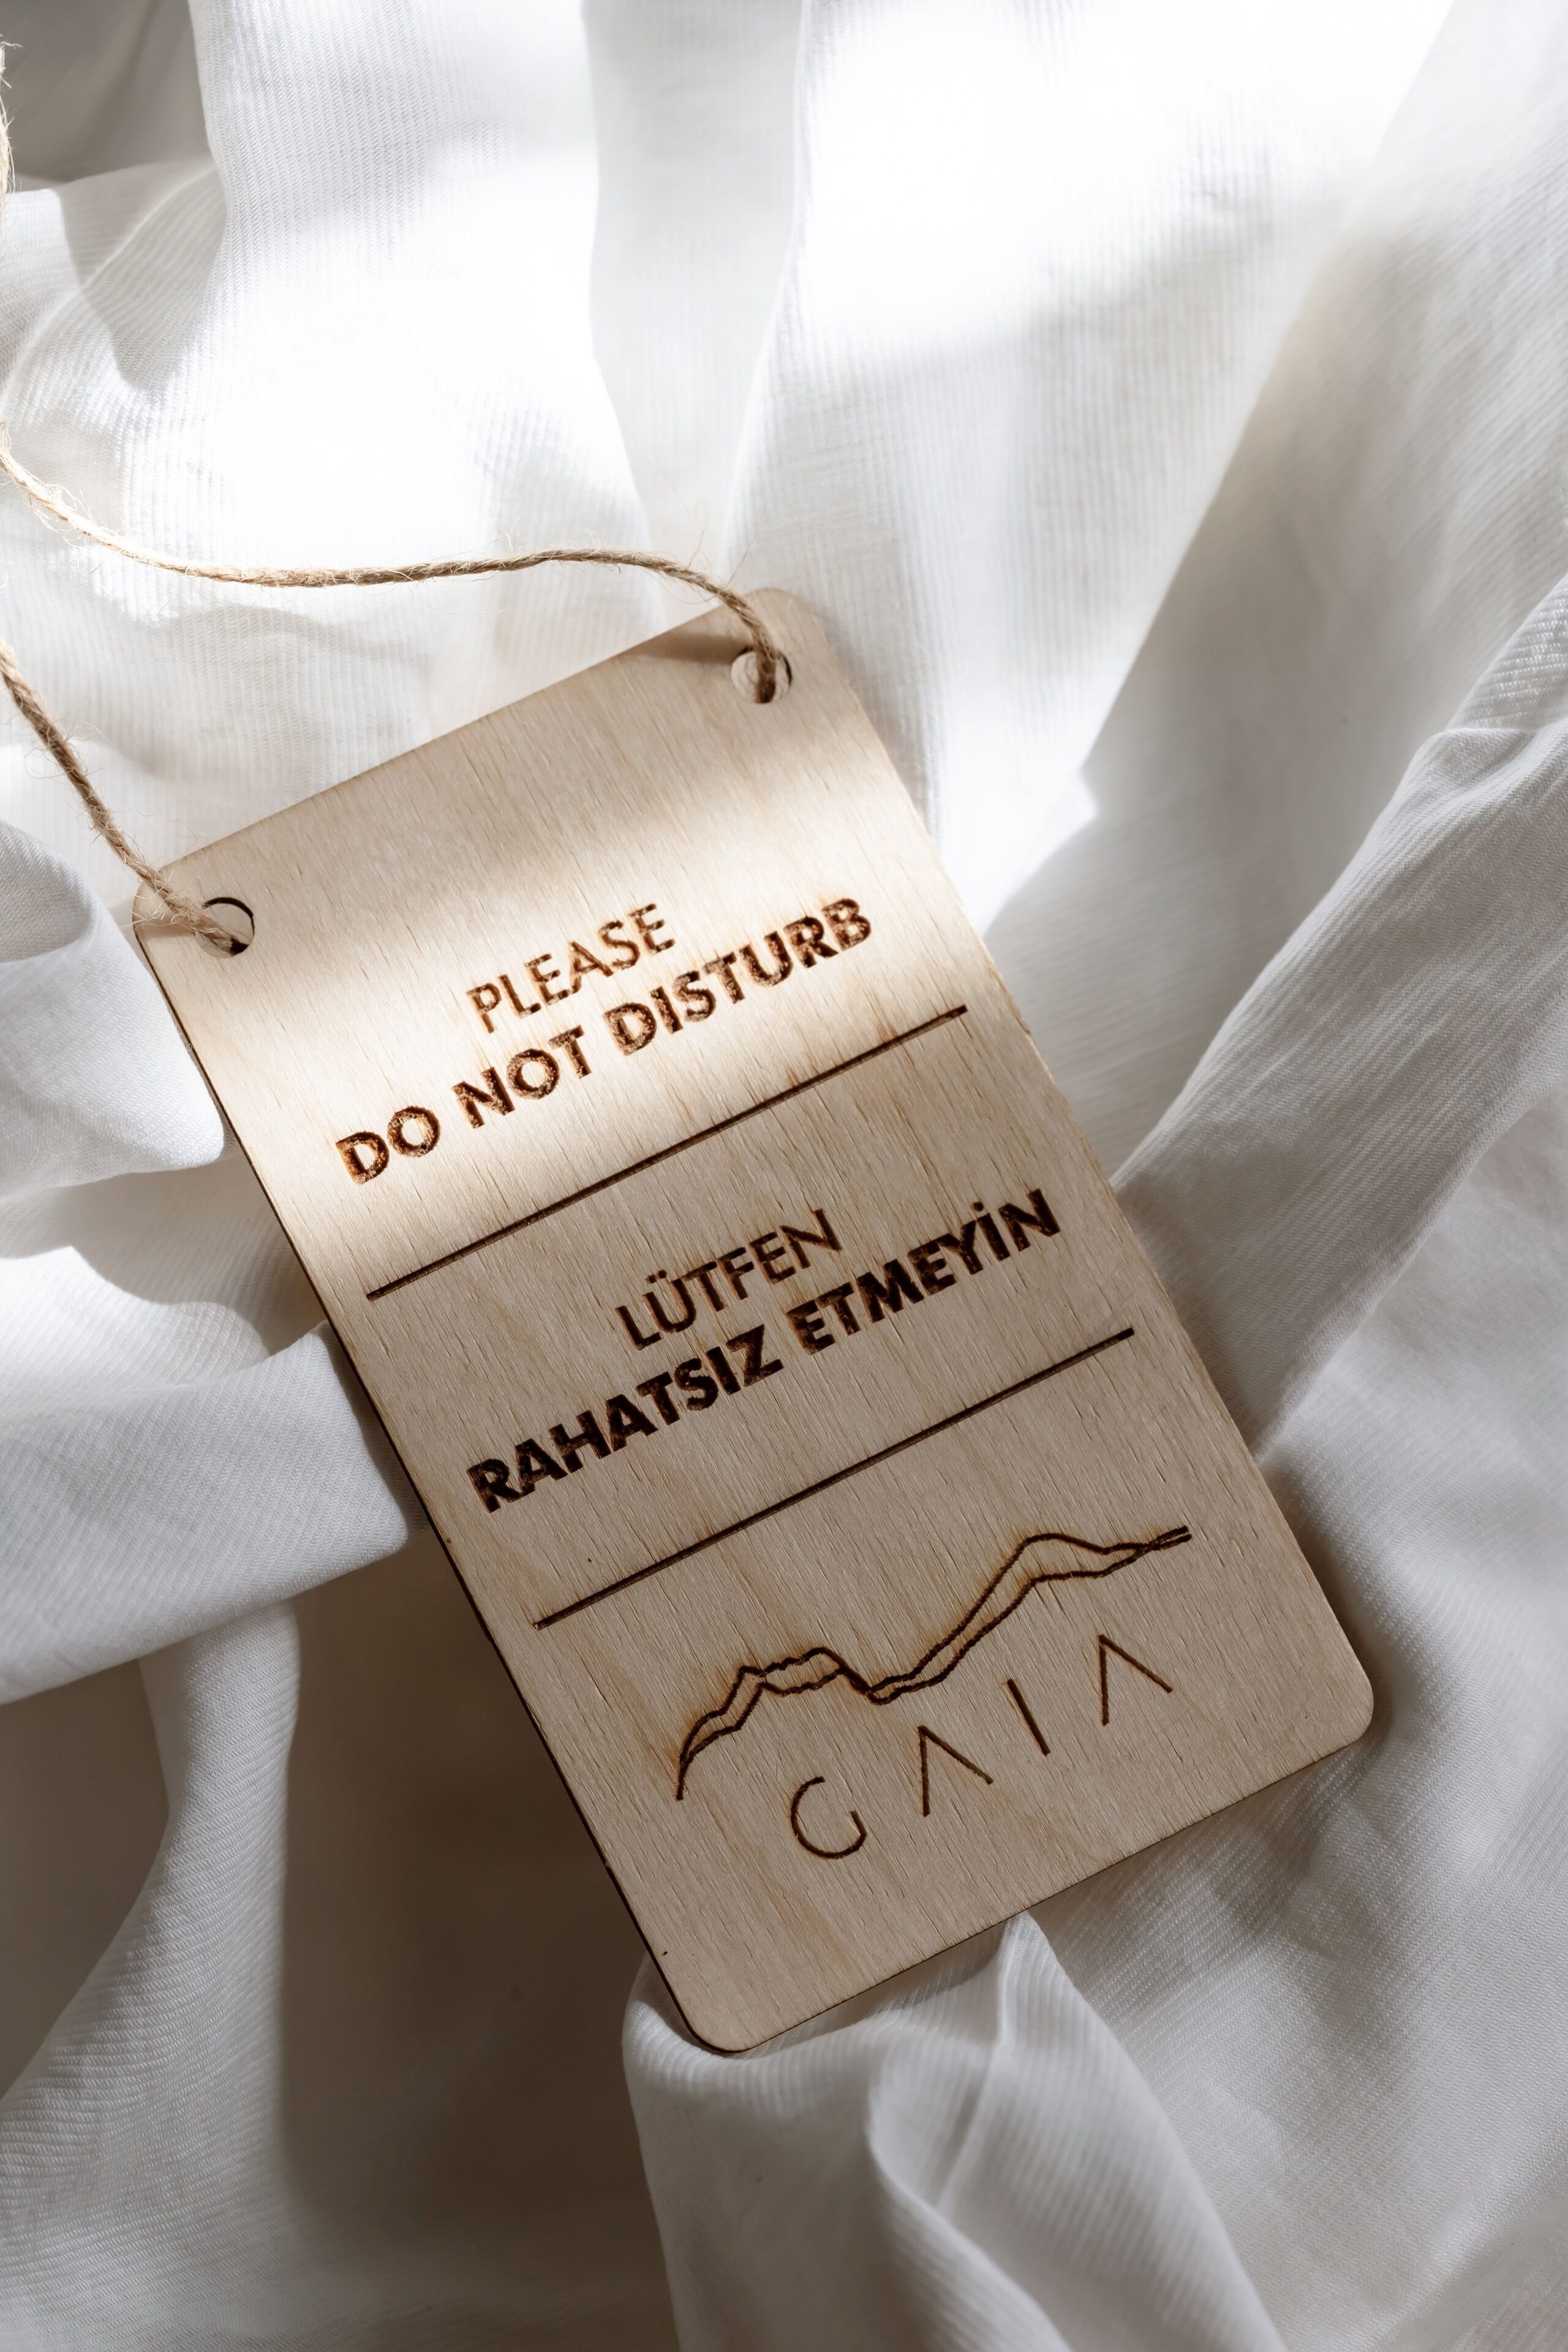 PLEASE
DO NOT DISTURB
LÜTFEN
RAHATSIZ ETMEYİN
GAIA